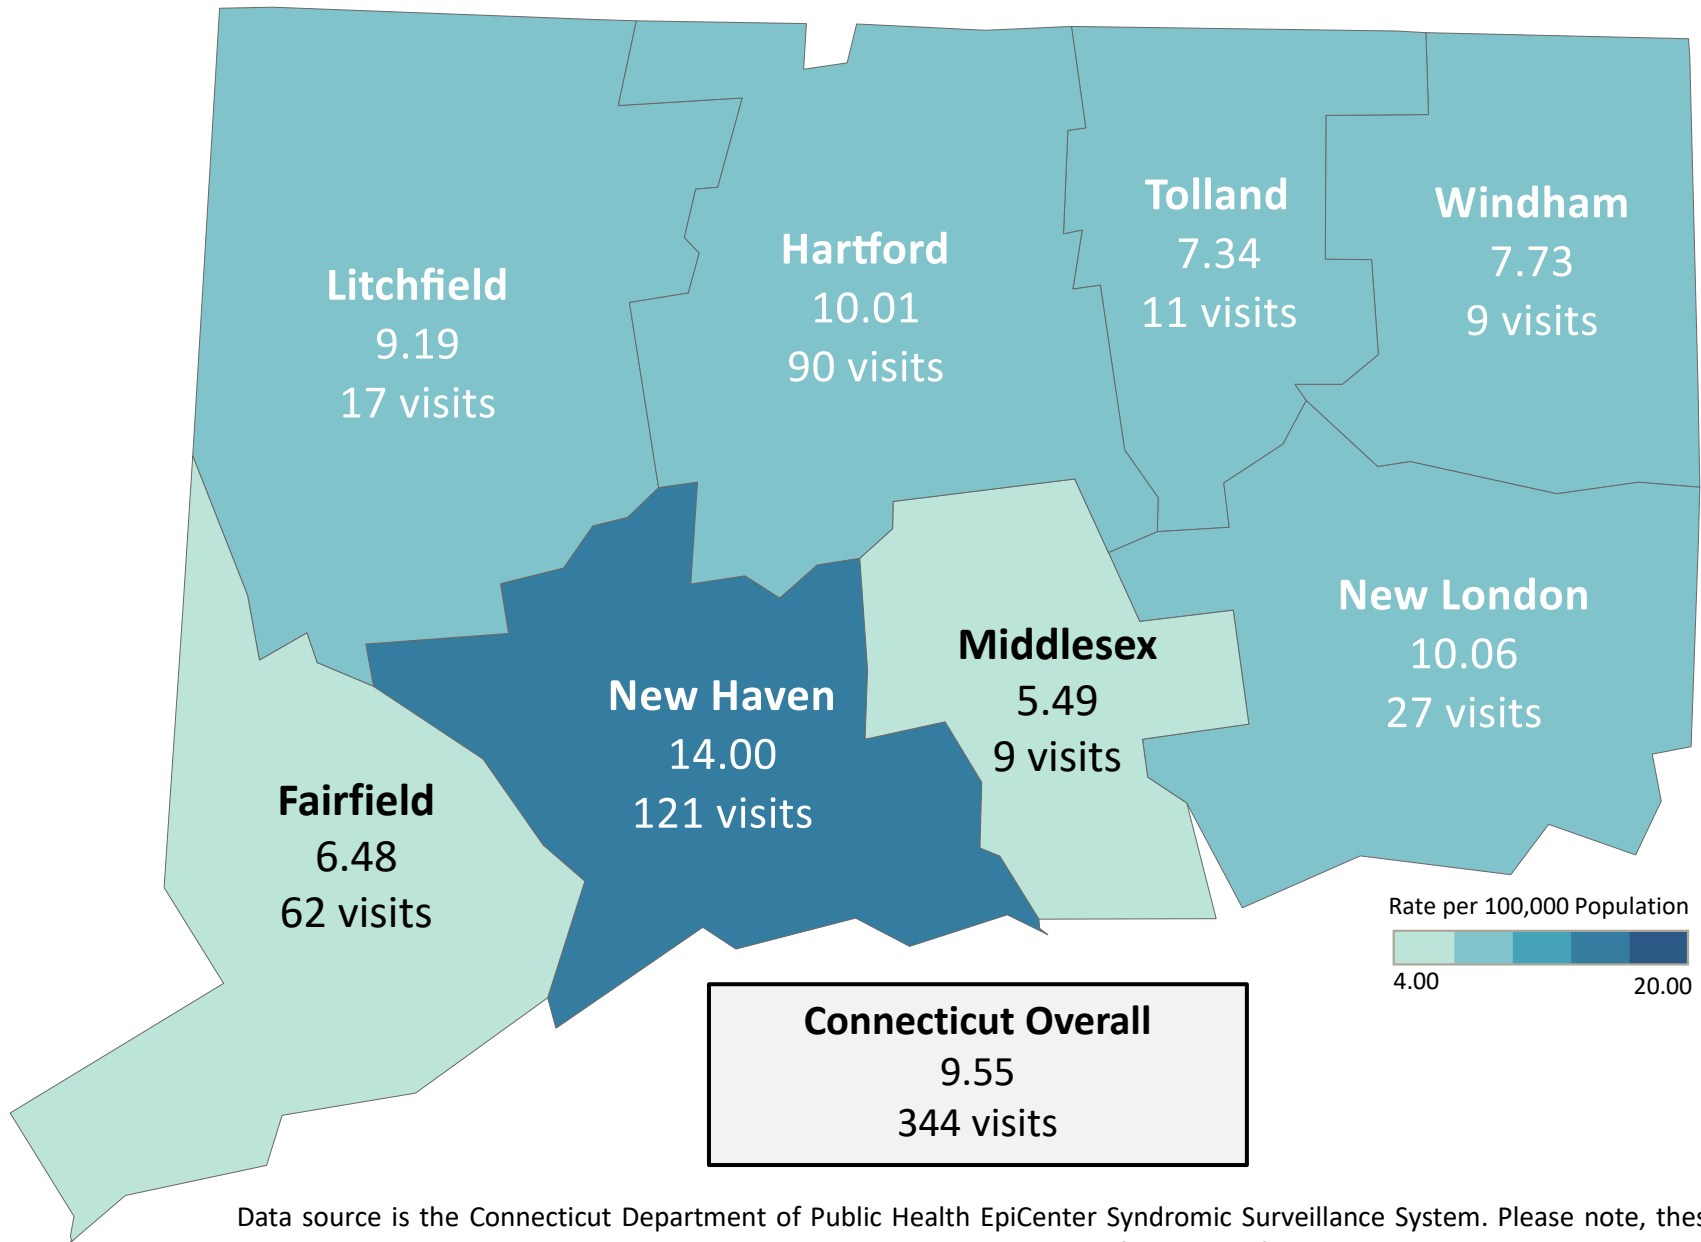 Litchfield
9.19
17 visits
Hartford
10.01
90 visits
Tolland
7.34
11 visits
Windham
7.73
9 visits
New London
10.06
27 visits
Middlesex
5.49
9 visits
New Haven
14.00
121 visits
Fairfield
6.48
62 visits
Rate per 100,000 Population
4.00
20.00
Connecticut Overall
9.55
344 visits
Data source is the Connecticut Department of Public Health EpiCenter Syndromic Surveillance System. Please note,